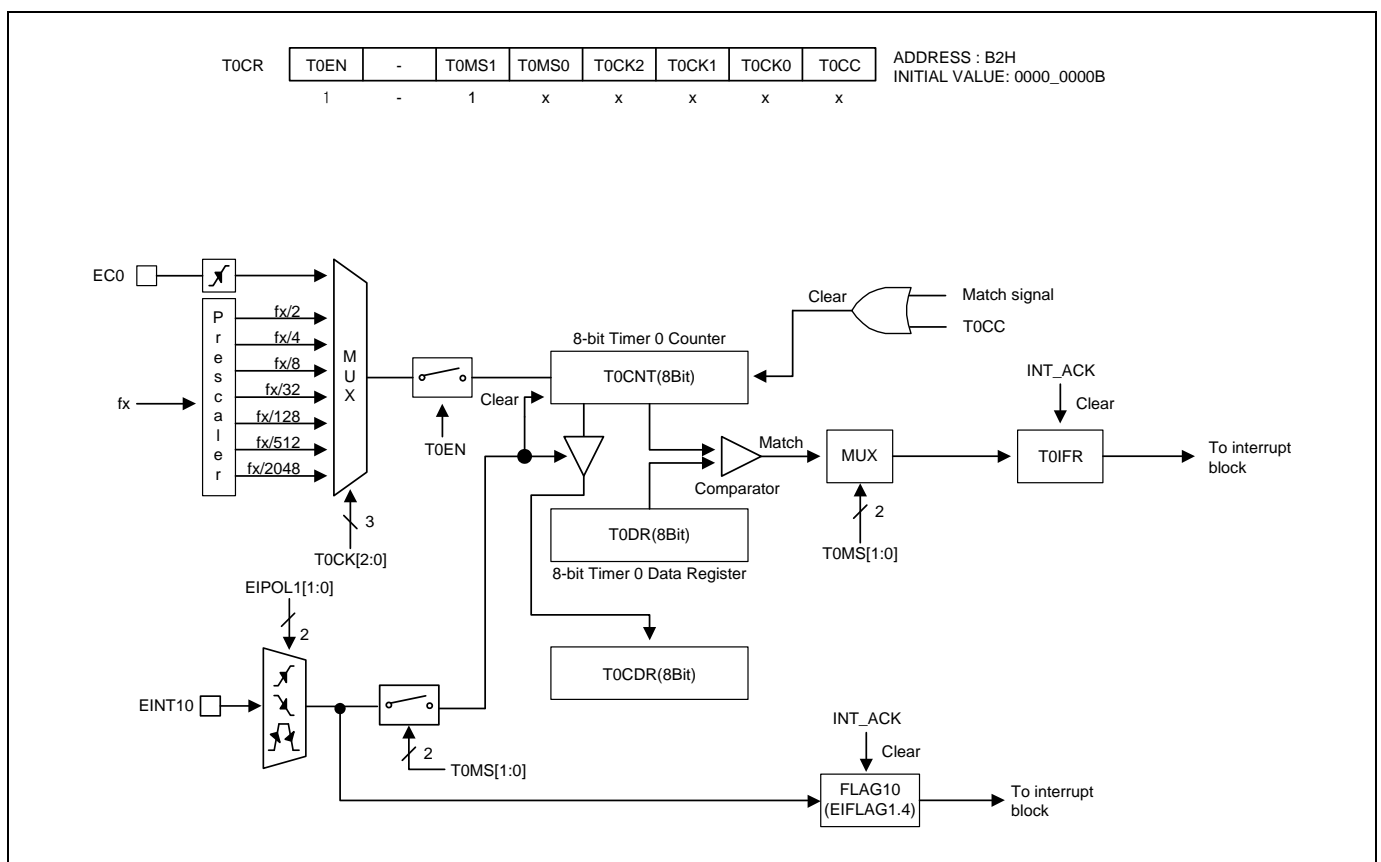 T0CR T0EN - T0MS1 T0MS0 T0CK2 T0CK1 T0CK0 T0CC
ADDRESS : B2H
INITIAL VALUE: 0000_0000B
1 - 1 x x x x x
EC0
Prescaler
fx
fx/2
fx/4
fx/8
fx/32
fx/128
fx/512
fx/2048
MUX
3
T0CK[2:0]
T0EN
8-bit Timer 0 Counter
T0CNT(8Bit)
Clear
Clear
Match signal
T0CC
Match
Comparator
T0DR(8Bit)
8-bit Timer 0 Data Register
MUX
2
T0MS[1:0]
INT_ACK
Clear
T0IFR
To interrupt
block
T0CDR(8Bit)
EIPOL1[1:0]
2
EINT10
2
T0MS[1:0]
INT_ACK
Clear
FLAG10
(EIFLAG1.4)
To interrupt
block